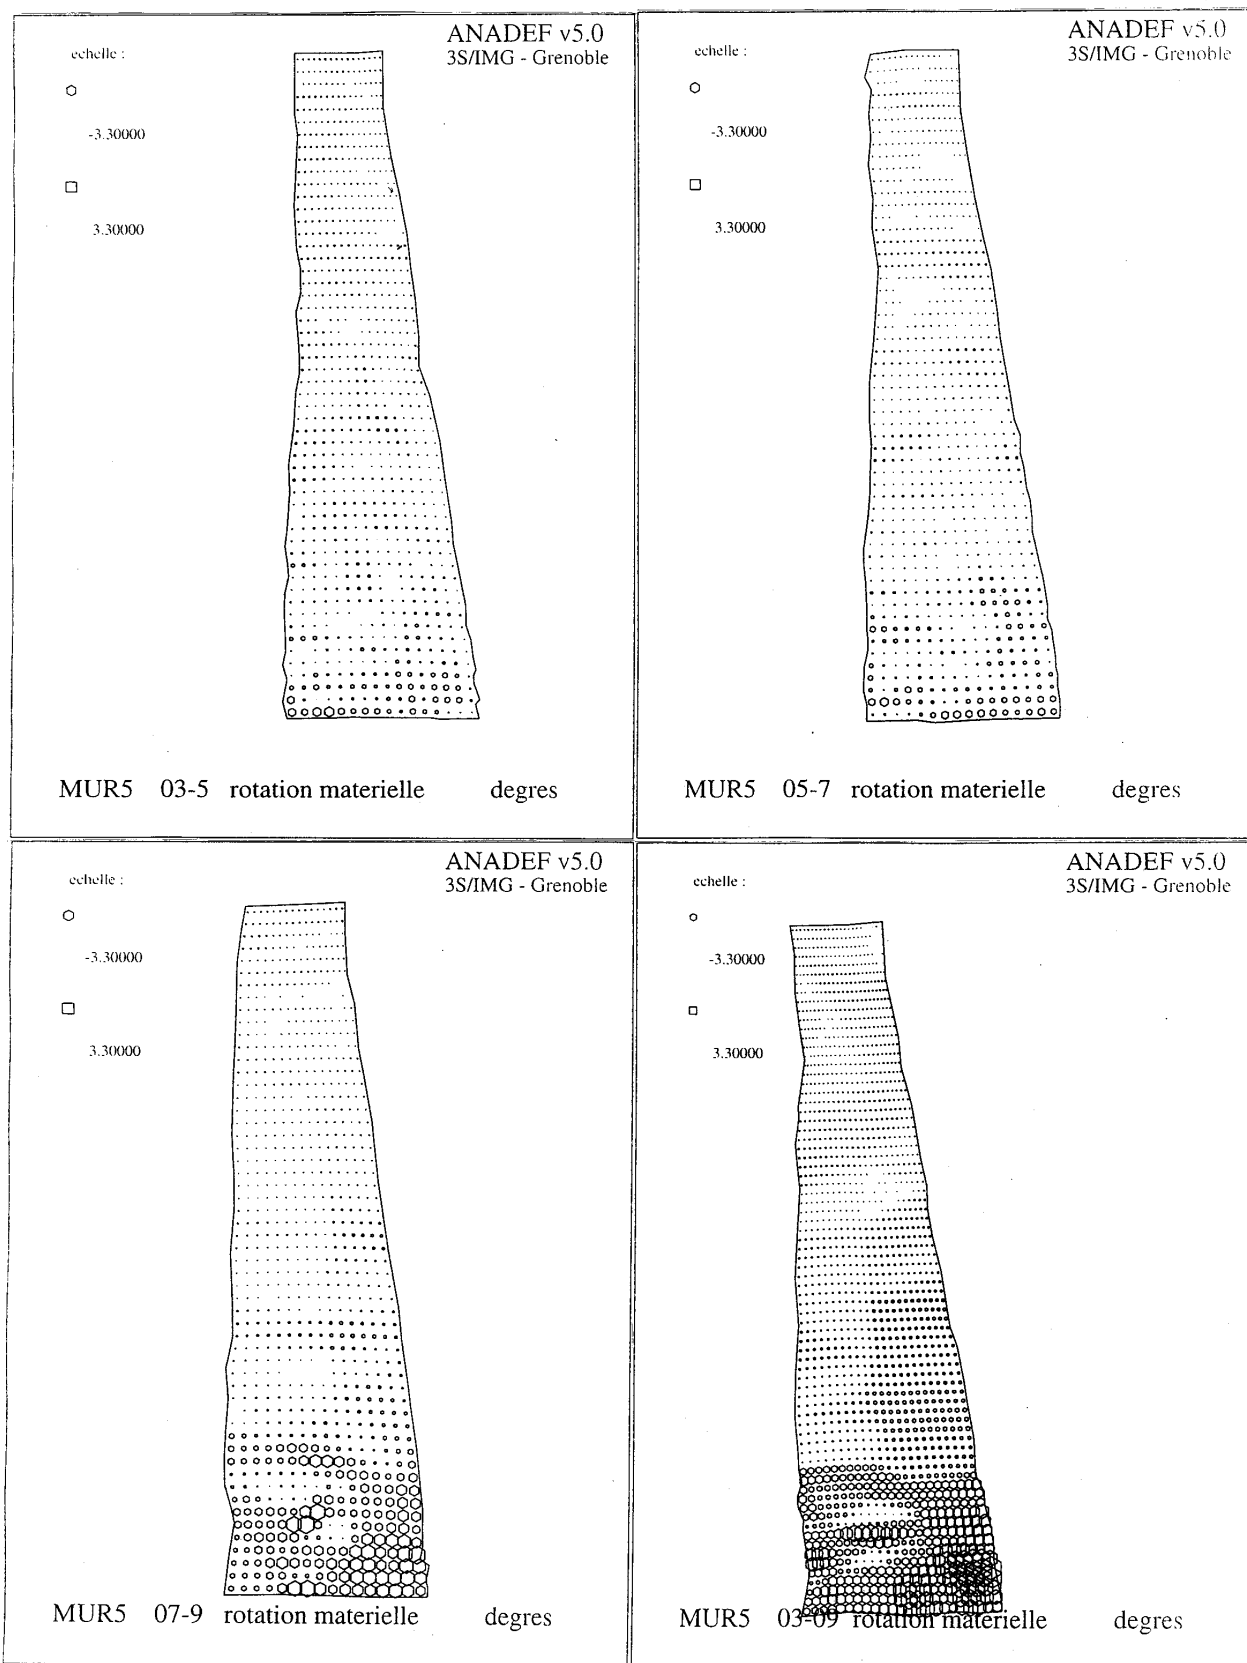 ANADEF v5.0
3S/IMG - Grenoble
echelle :
-3.30000
3.30000
MUR5 03-5 rotation materielle degres
ANADEF v5.0
3S/IMG - Grenoble
echelle :
-3.30000
3.30000
MUR5 05-7 rotation materielle degres
ANADEF v5.0
3S/IMG - Grenoble
echelle :
-3.30000
3.30000
MUR5 07-9 rotation materielle degres
ANADEF v5.0
3S/IMG - Grenoble
echelle :
-3.30000
3.30000
MUR5 03-09 rotation materielle degres